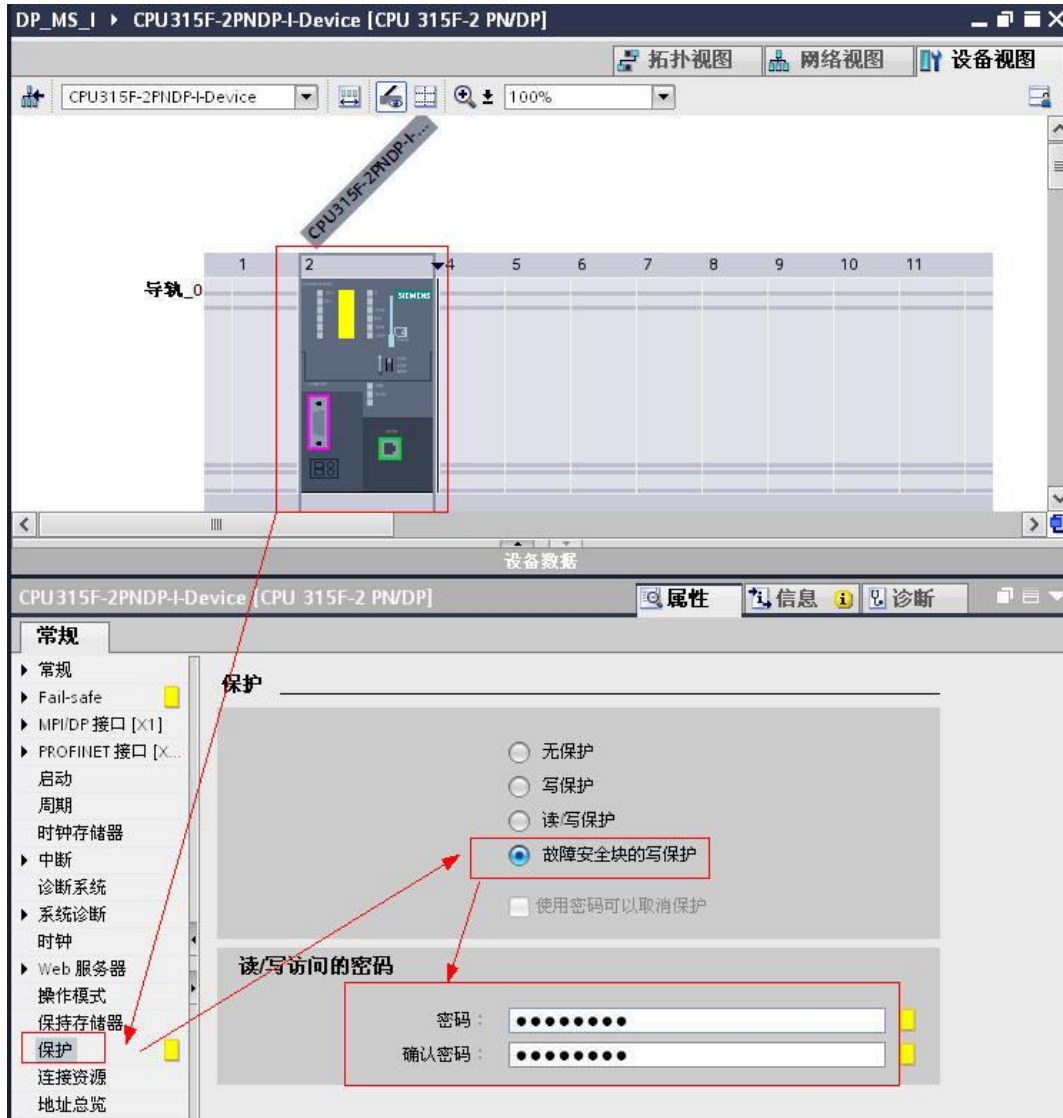 DP_MS_I ▸ CPU315F-2PNDP-I-Device [CPU 315F-2 PN/DP]
拓扑视图 网络视图 设备视图
CPU315F-2PNDP-I-Device 100%
CPU315F-2PNDP-I-...
1 2 4 5 6 7 8 9 10 11
导轨_0
SIEMENS
设备数据
CPU315F-2PNDP-I-Device [CPU 315F-2 PN/DP]
属性 信息 诊断
常规
常规
Fail-safe
MPI/DP 接口 [X1]
PROFINET 接口 [X...
启动
周期
时钟存储器
中断
诊断系统
系统诊断
时钟
Web 服务器
操作模式
保持存储器
保护
连接资源
地址总览
保护
无保护
写保护
读/写保护
故障安全块的写保护
使用密码可以取消保护
读/写访问的密码
密码：●●●●●●●●
确认密码：●●●●●●●●